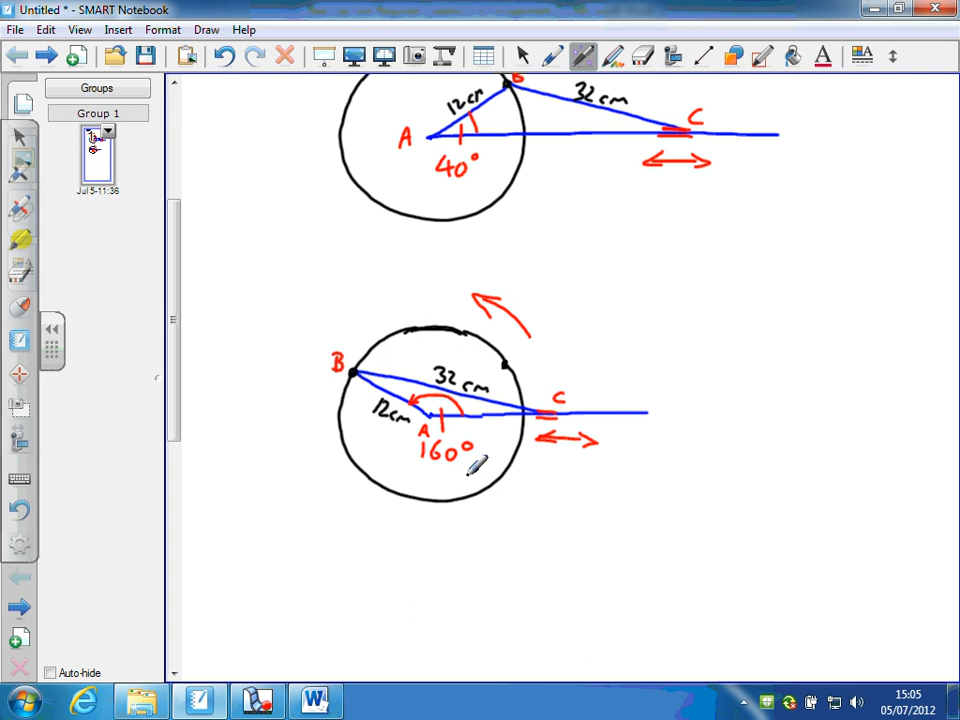 Untitled * - SMART Notebook
File Edit View Insert Format Draw Help
Groups
Group 1
Jul 5-11:36
B
12cm
32cm
A
C
40°
B
32cm
12cm
C
A
160°
Auto-hide
15:05
05/07/2012